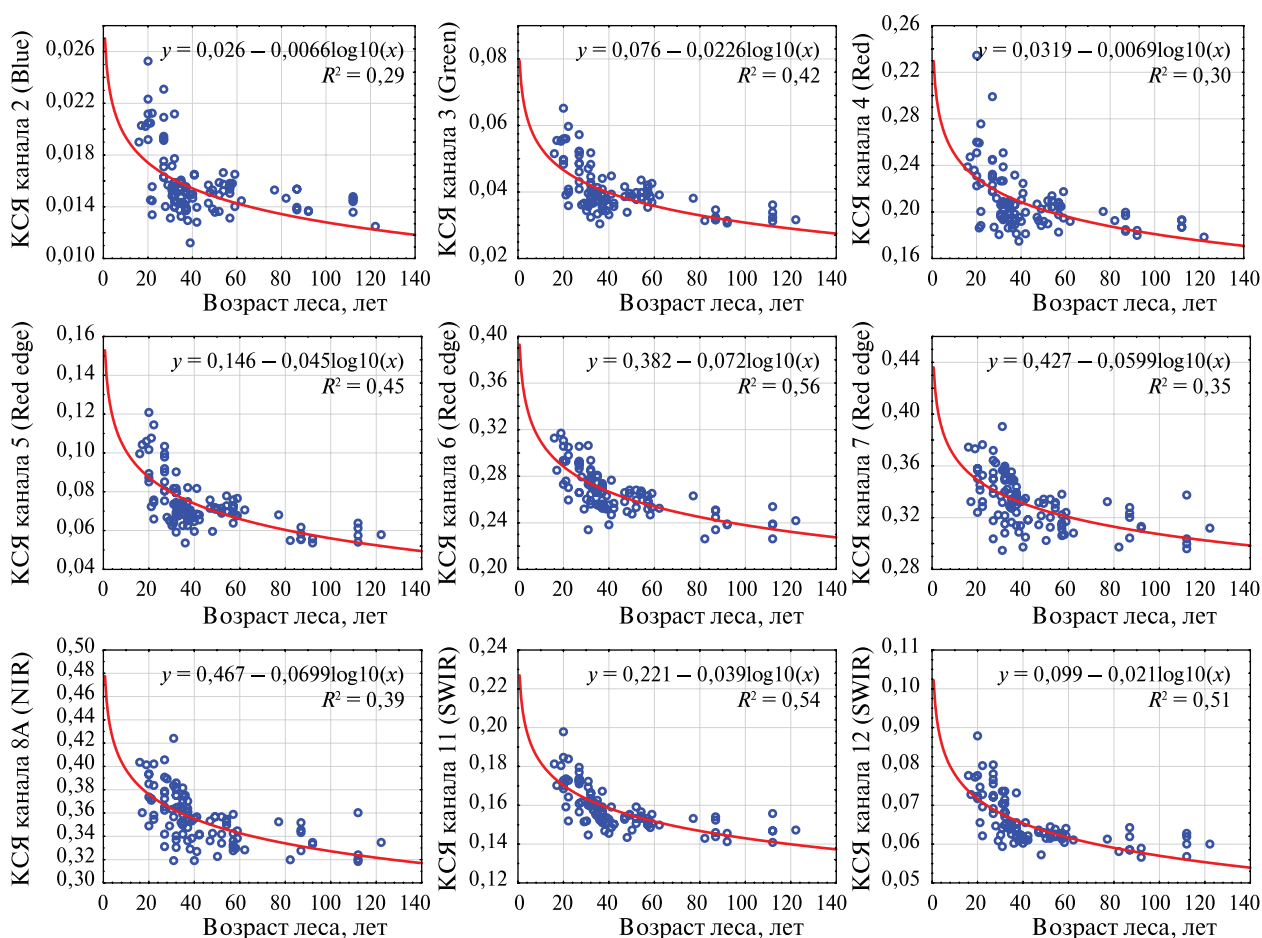 КСЯ канала 2 (Blue)
0,026
0,022
0,018
0,014
0,010
y = 0,026 – 0,0066log10(x)
R² = 0,29
0 20 40 60 80 100 120 140
Возраст леса, лет
КСЯ канала 3 (Green)
0,08
0,06
0,04
0,02
y = 0,076 – 0,0226log10(x)
R² = 0,42
0 20 40 60 80 100 120 140
Возраст леса, лет
КСЯ канала 4 (Red)
0,26
0,22
0,24
0,20
0,16
y = 0,0319 – 0,0069log10(x)
R² = 0,30
0 20 40 60 80 100 120 140
Возраст леса, лет
КСЯ канала 5 (Red edge)
0,16
0,14
0,12
0,10
0,08
0,06
0,04
y = 0,146 – 0,045log10(x)
R² = 0,45
0 20 40 60 80 100 120 140
Возраст леса, лет
КСЯ канала 6 (Red edge)
0,40
0,36
0,32
0,28
0,24
0,20
y = 0,382 – 0,072log10(x)
R² = 0,56
0 20 40 60 80 100 120 140
Возраст леса, лет
КСЯ канала 7 (Red edge)
0,44
0,40
0,36
0,32
0,28
y = 0,427 – 0,0599log10(x)
R² = 0,35
0 20 40 60 80 100 120 140
Возраст леса, лет
КСЯ канала 8A (NIR)
0,50
0,48
0,46
0,44
0,42
0,40
0,38
0,36
0,34
0,32
0,30
y = 0,467 – 0,0699log10(x)
R² = 0,39
0 20 40 60 80 100 120 140
Возраст леса, лет
КСЯ канала 11 (SWIR)
0,24
0,22
0,20
0,18
0,16
0,14
0,12
y = 0,221 – 0,039log10(x)
R² = 0,54
0 20 40 60 80 100 120 140
Возраст леса, лет
КСЯ канала 12 (SWIR)
0,11
0,10
0,09
0,08
0,07
0,06
0,05
y = 0,099 – 0,021log10(x)
R² = 0,51
0 20 40 60 80 100 120 140
Возраст леса, лет